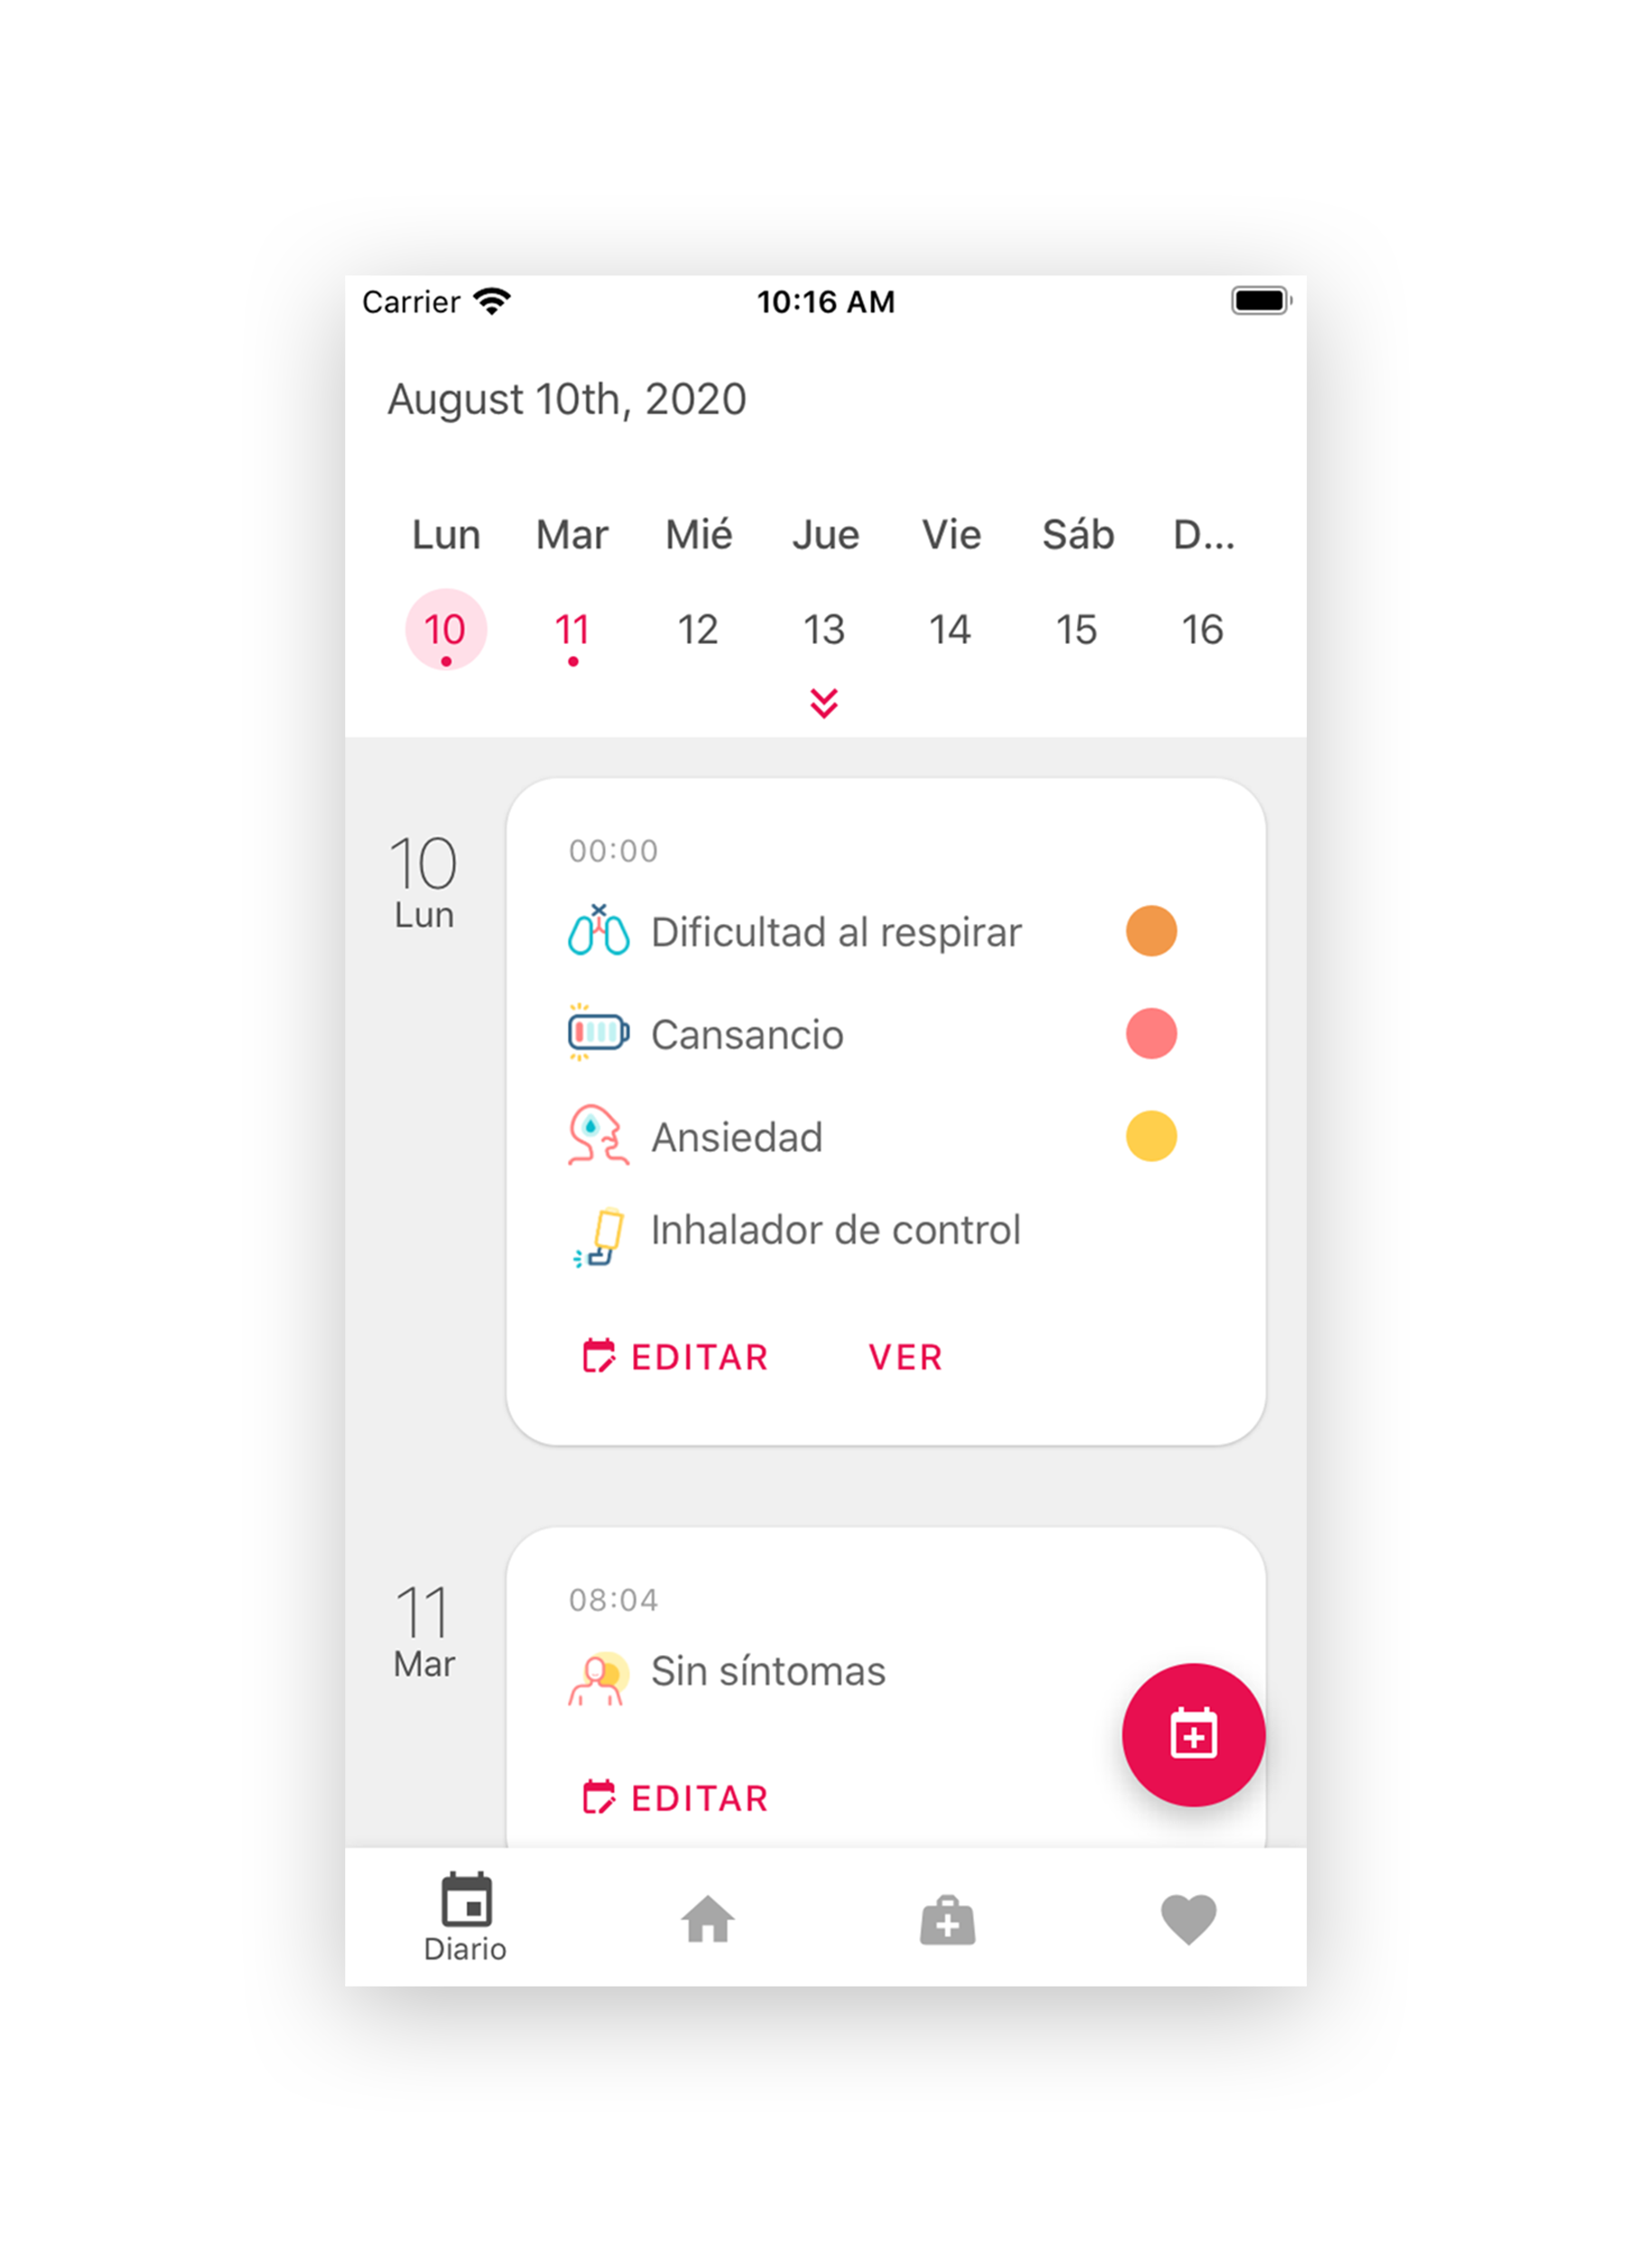 Carrier 10:16 AM
August 10th, 2020
Lun Mar Mié Jue Vie Sáb D...
10 11 12 13 14 15 16
10
Lun
00:00
Dificultad al respirar
Cansancio
Ansiedad
Inhalador de control
EDITAR VER
11
Mar
08:04
Sin síntomas
EDITAR
Diario